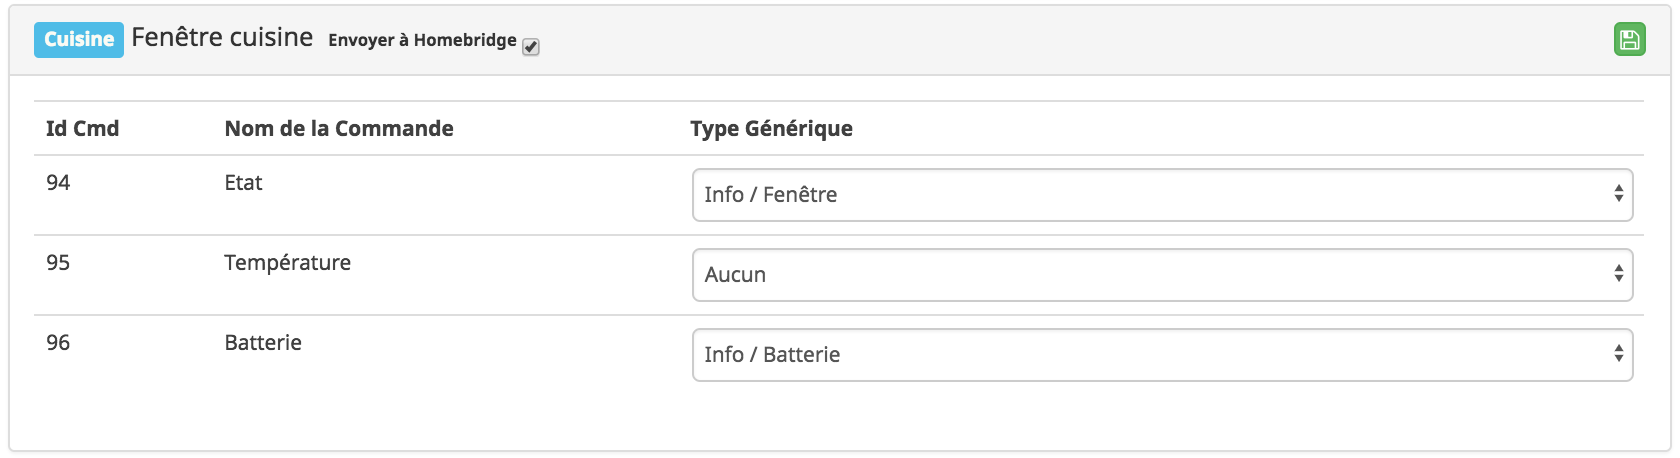 Cuisine Fenêtre cuisine Envoyer à Homebridge
Id Cmd Nom de la Commande Type Générique
94 Etat Info / Fenêtre
95 Température Aucun
96 Batterie Info / Batterie